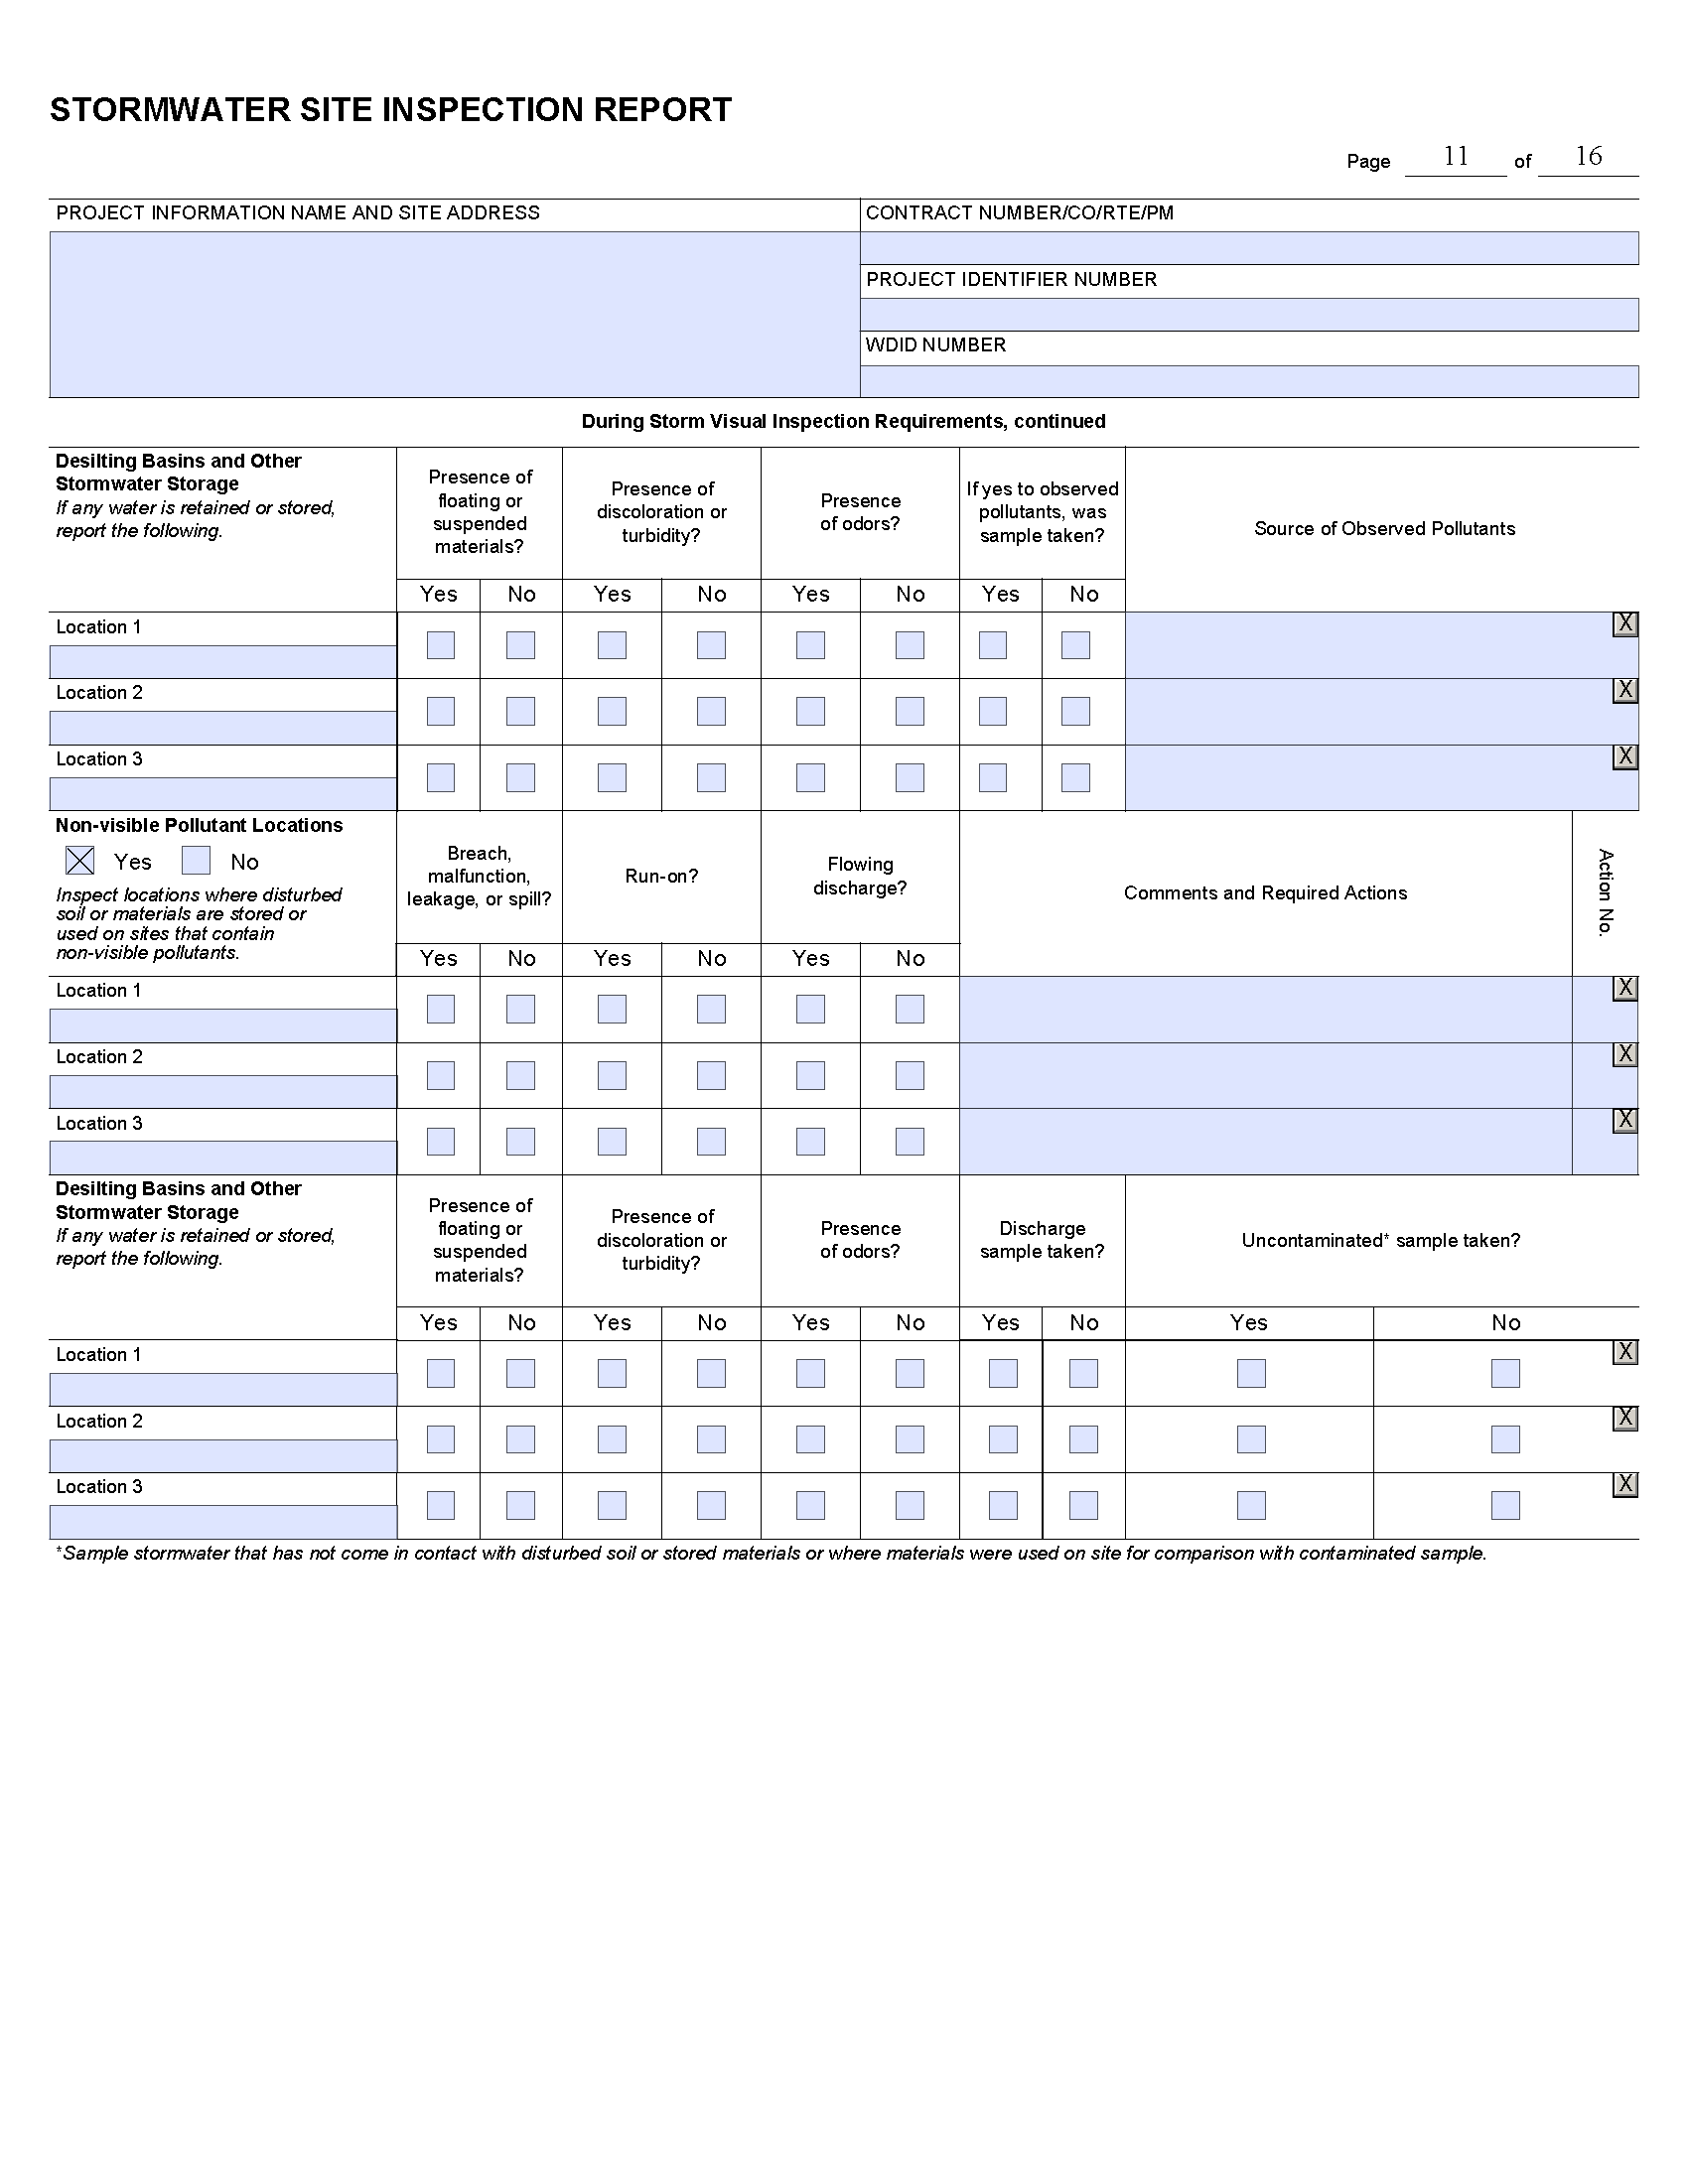 STORMWATER SITE INSPECTION REPORT
Page 11 of 16
PROJECT INFORMATION NAME AND SITE ADDRESS
CONTRACT NUMBER/CO/RTE/PM
PROJECT IDENTIFIER NUMBER
WDID NUMBER
During Storm Visual Inspection Requirements, continued
Desilting Basins and Other
Stormwater Storage
If any water is retained or stored,
report the following.
Presence of
floating or
suspended
materials?
Presence of
discoloration or
turbidity?
Presence
of odors?
If yes to observed
pollutants, was
sample taken?
Source of Observed Pollutants
Yes No Yes No Yes No Yes No
Location 1
X
Location 2
X
Location 3
X
Non-visible Pollutant Locations
Yes No
Inspect locations where disturbed
soil or materials are stored or
used on sites that contain
non-visible pollutants.
Breach,
malfunction,
leakage, or spill?
Run-on?
Flowing
discharge?
Comments and Required Actions
Action No.
Yes No Yes No Yes No
Location 1
X
Location 2
X
Location 3
X
Desilting Basins and Other
Stormwater Storage
If any water is retained or stored,
report the following.
Presence of
floating or
suspended
materials?
Presence of
discoloration or
turbidity?
Presence
of odors?
Discharge
sample taken?
Uncontaminated* sample taken?
Yes No Yes No Yes No Yes No Yes No
Location 1
X
Location 2
X
Location 3
X
*Sample stormwater that has not come in contact with disturbed soil or stored materials or where materials were used on site for comparison with contaminated sample.